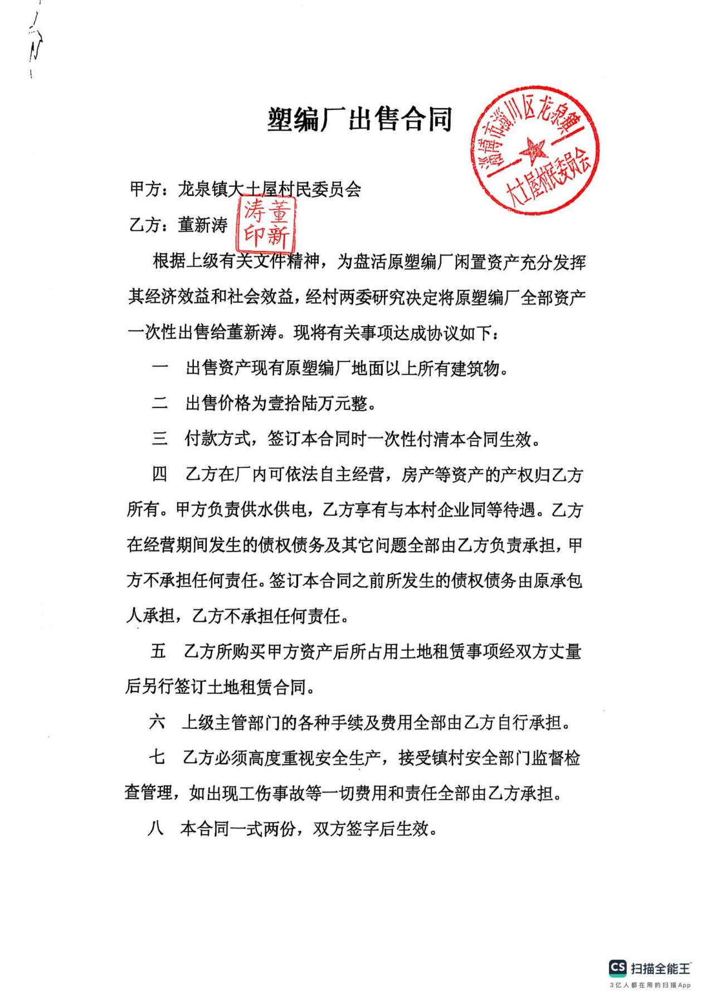 塑编厂出售合同
淄博市淄川区龙泉镇
大土屋村民委员会
甲方：龙泉镇大土屋村民委员会
乙方：董新涛
董新涛印
根据上级有关文件精神，为盘活原塑编厂闲置资产充分发挥
其经济效益和社会效益，经村两委研究决定将原塑编厂全部资产
一次性出售给董新涛。现将有关事项达成协议如下：
一 出售资产现有原塑编厂地面以上所有建筑物。
二 出售价格为壹拾陆万元整。
三 付款方式，签订本合同时一次性付清本合同生效。
四 乙方在厂内可依法自主经营，房产等资产的产权归乙方
所有。甲方负责供水供电，乙方享有与本村企业同等待遇。乙方
在经营期间发生的债权债务及其它问题全部由乙方负责承担，甲
方不承担任何责任。签订本合同之前所发生的债权债务由原承包
人承担，乙方不承担任何责任。
五 乙方所购买甲方资产后所占用土地租赁事项经双方丈量
后另行签订土地租赁合同。
六 上级主管部门的各种手续及费用全部由乙方自行承担。
七 乙方必须高度重视安全生产，接受镇村安全部门监督检
查管理，如出现工伤事故等一切费用和责任全部由乙方承担。
八 本合同一式两份，双方签字后生效。
CS 扫描全能王™
3亿人都在用的扫描App